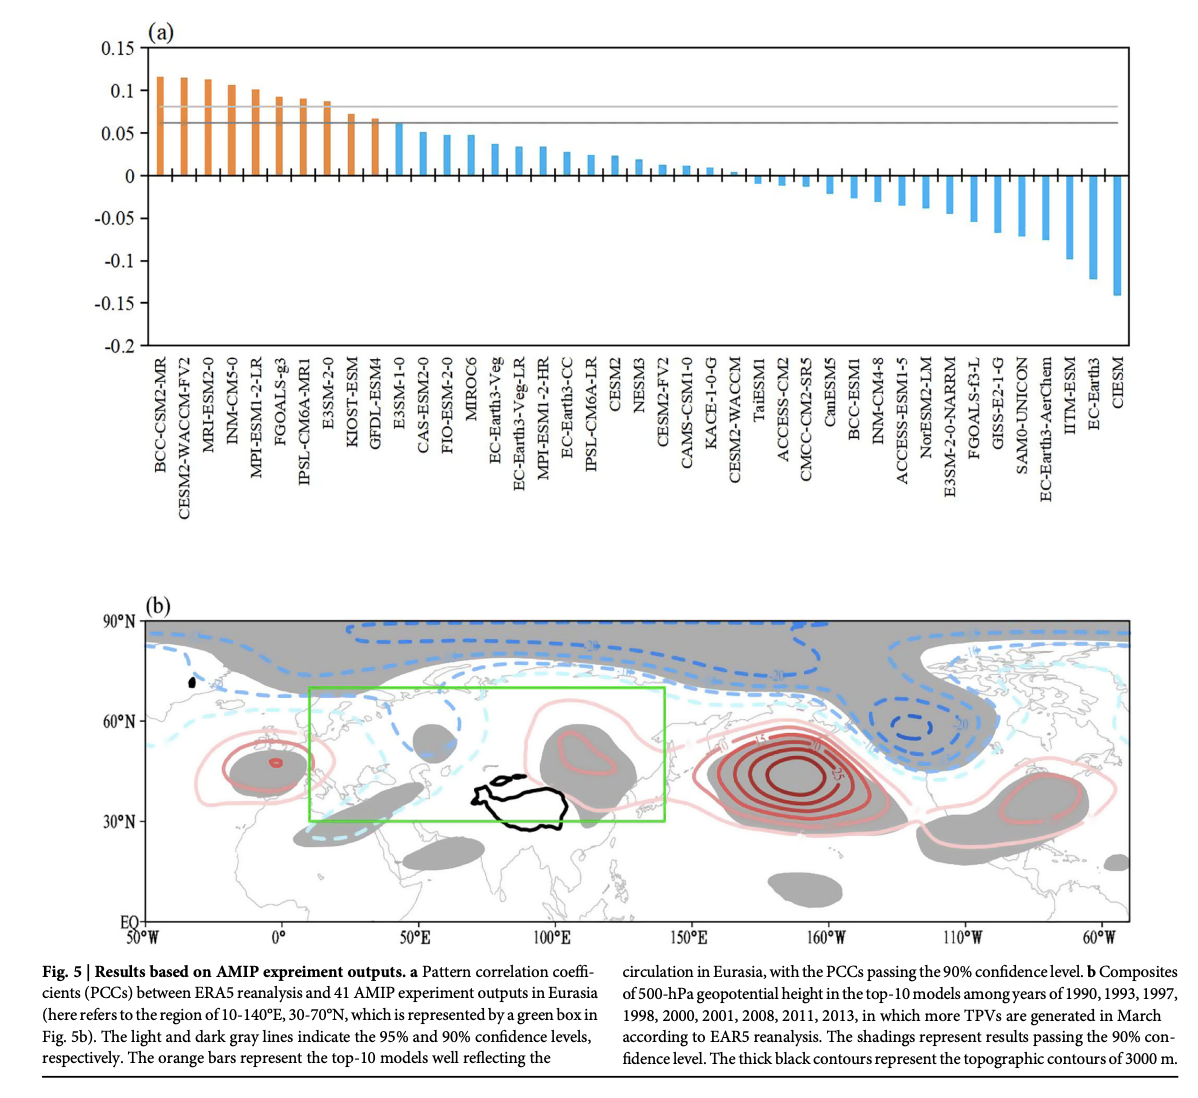 (a)
0.15
0.1
0.05
0
-0.05
-0.1
-0.15
-0.2
BCC-CSM2-MR
CESM2-WACCM-FV2
MRI-ESM2-0
INM-CM5-0
MPI-ESM1-2-LR
FGOALS-g3
IPSL-CM6A-MR1
E3SM-2-0
KIOST-ESM
GFDL-ESM4
E3SM-1-0
CAS-ESM2-0
FIO-ESM-2-0
MIROC6
EC-Earth3-Veg
EC-Earth3-Veg-LR
MPI-ESM1-2-HR
EC-Earth3-CC
IPSL-CM6A-LR
CESM2
NESM3
CESM2-FV2
CAMS-CSM1-0
KACE-1-0-G
CESM2-WACCM
TaiESM1
ACCESS-CM2
CMCC-CM2-SR5
CanESM5
BCC-ESM1
INM-CM4-8
ACCESS-ESM1-5
NorESM2-LM
E3SM-2-0-NARRM
FGOALS-f3-L
GISS-E2-1-G
SAM0-UNICON
EC-Earth3-AerChem
IITM-ESM
EC-Earth3
CIESM
(b)
90°N
60°N
30°N
EQ
-20
-20
-20
15
50°W
0°
50°E
100°E
150°E
160°W
110°W
60°W
Fig. 5 | Results based on AMIP expreiment outputs. a Pattern correlation coeffi-
cients (PCCs) between ERA5 reanalysis and 41 AMIP experiment outputs in Eurasia
(here refers to the region of 10-140°E, 30-70°N, which is represented by a green box in
Fig. 5b). The light and dark gray lines indicate the 95% and 90% confidence levels,
respectively. The orange bars represent the top-10 models well reflecting the
circulation in Eurasia, with the PCCs passing the 90% confidence level. b Composites
of 500-hPa geopotential height in the top-10 models among years of 1990, 1993, 1997,
1998, 2000, 2001, 2008, 2011, 2013, in which more TPVs are generated in March
according to EAR5 reanalysis. The shadings represent results passing the 90% con-
fidence level. The thick black contours represent the topographic contours of 3000 m.